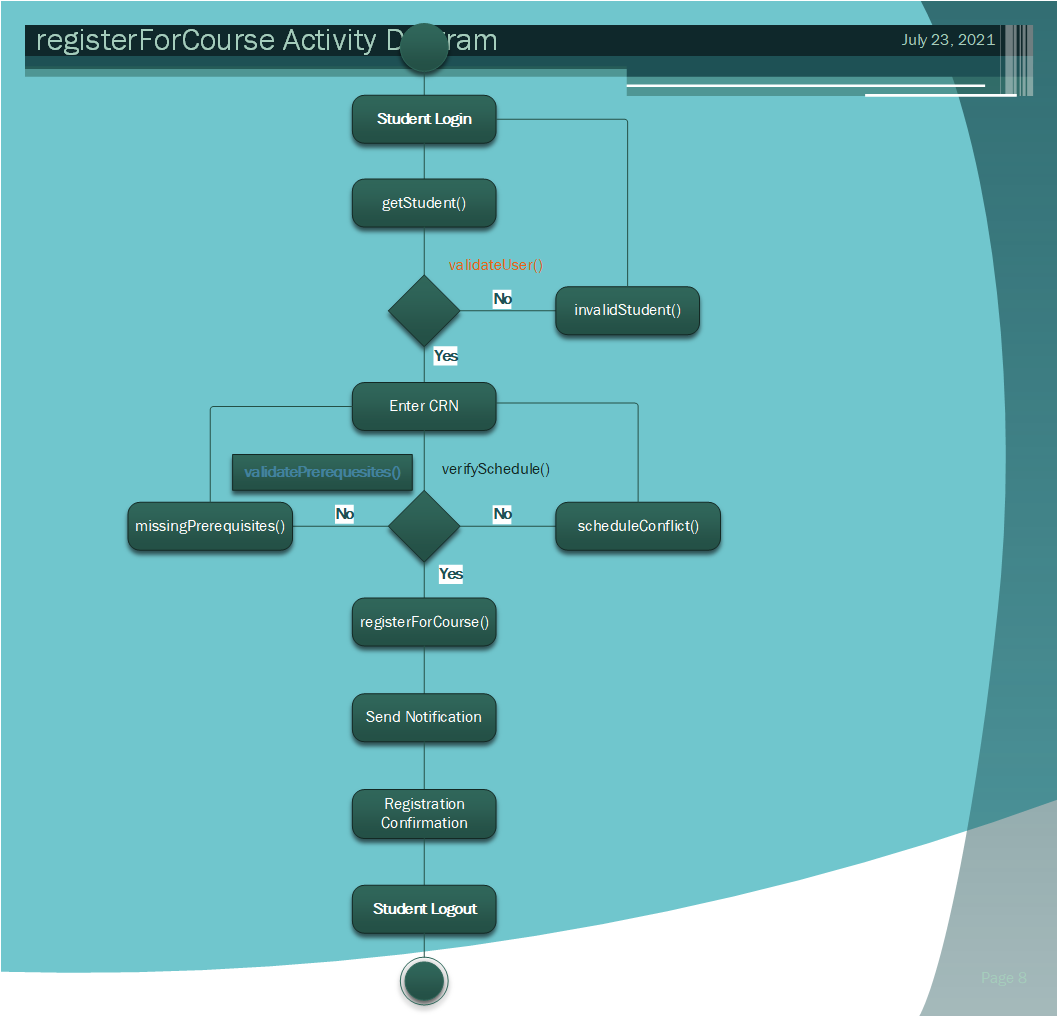 registerForCourse Activity D ram
July 23, 2021
Student Login
getStudent()
validateUser()
No
invalidStudent()
Yes
Enter CRN
validatePrerequesites()
verifySchedule()
No
No
missingPrerequisites()
scheduleConflict()
Yes
registerForCourse()
Send Notification
Registration
Confirmation
Student Logout
Page 8